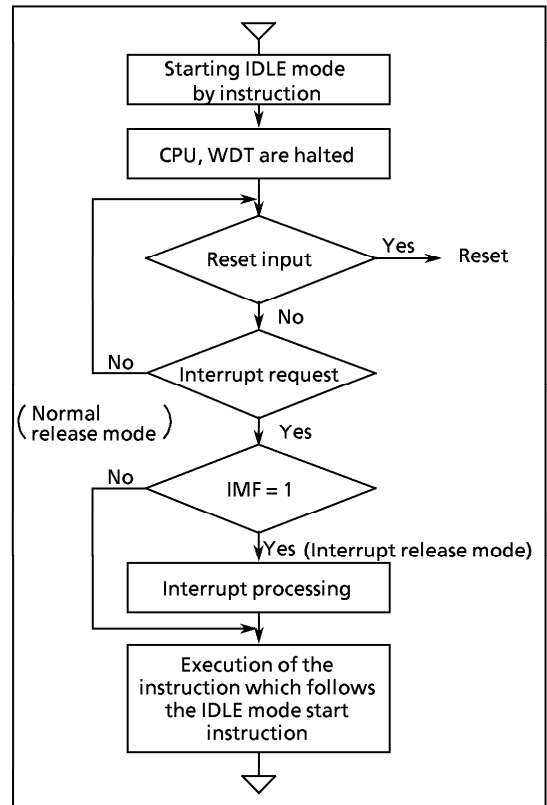 Starting IDLE mode
by instruction
CPU, WDT are halted
Reset input
Yes
Reset
No
Interrupt request
No
(Normal
release mode)
Yes
No
IMF = 1
Yes (Interrupt release mode)
Interrupt processing
Execution of the
instruction which follows
the IDLE mode start
instruction